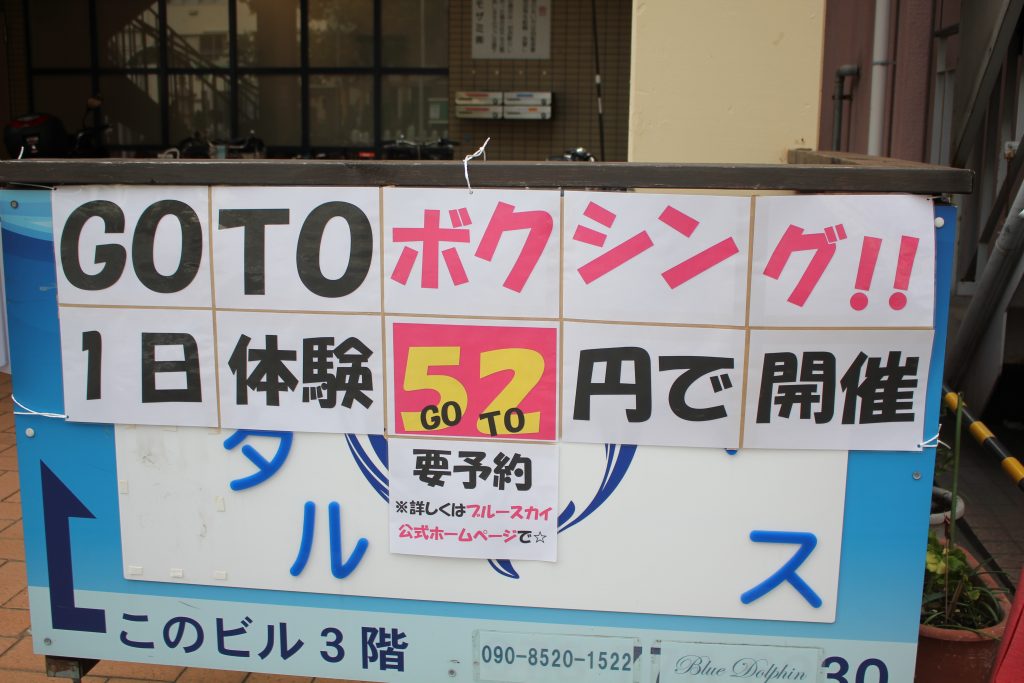 GO TO ボクシング!!
1日体験52円で開催
GO TO
要予約
※詳しくはブルースカイ
公式ホームページで☆
タ
ル
ス
このビル3階
090-8520-1522
Blue Dolphin
30